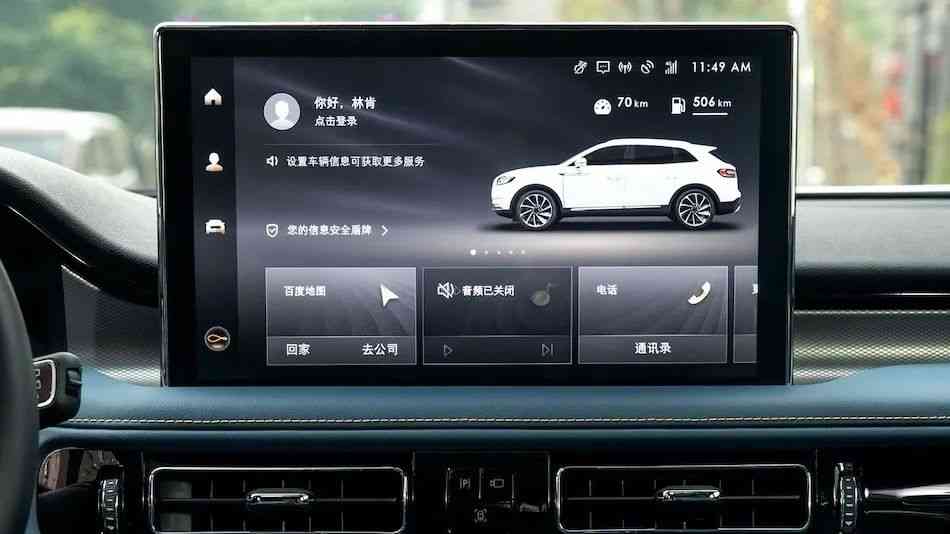 11:49 AM
你好，林肯
点击登录
70 km
506 km
设置车辆信息可获取更多服务
您的信息安全盾牌
百度地图
回家
去公司
音频已关闭
电话
通讯录
P